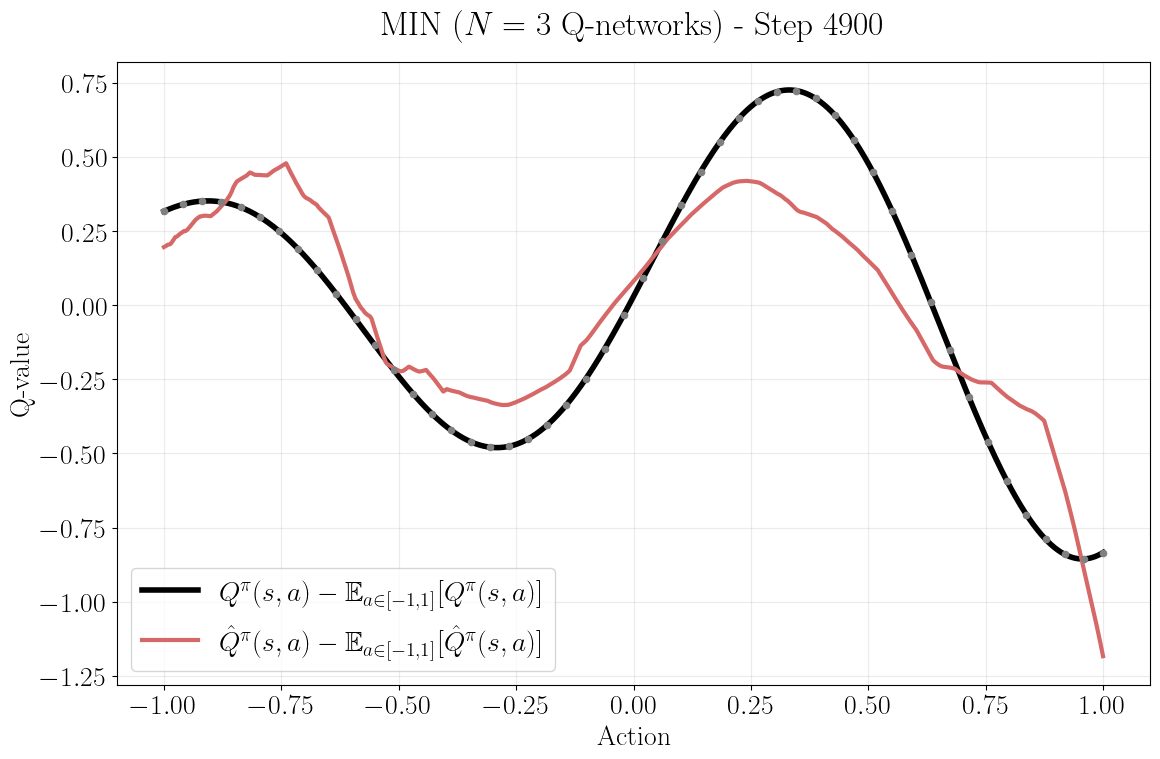 MIN (N = 3 Q-networks) - Step 4900
Q-value
0.75
0.50
0.25
0.00
−0.25
−0.50
−0.75
−1.00
−1.25
Q^π(s, a) − 𝔼_{a∈[−1,1]}[Q^π(s, a)]
Q̂^π(s, a) − 𝔼_{a∈[−1,1]}[Q̂^π(s, a)]
−1.00 −0.75 −0.50 −0.25 0.00 0.25 0.50 0.75 1.00
Action